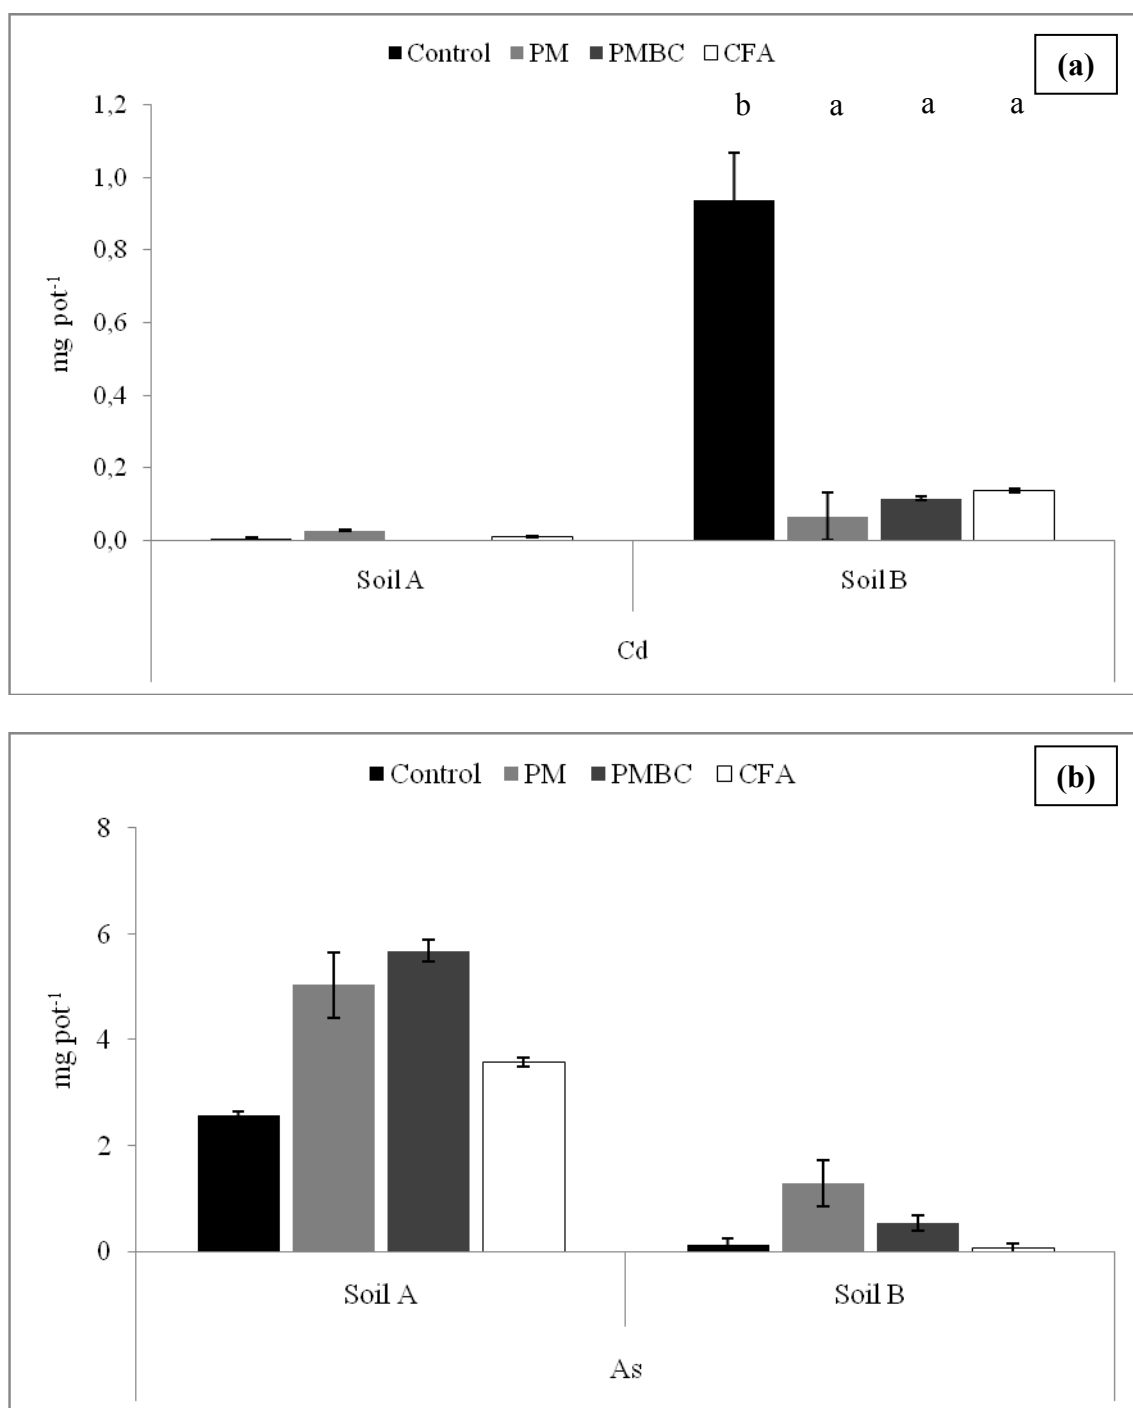 Control PM PMBC CFA
(a)
b a a a
1,2
1,0
0,8
0,6
0,4
0,2
0,0
mg pot-1
Soil A Soil B
Cd
Control PM PMBC CFA
(b)
8
6
4
2
0
mg pot-1
Soil A Soil B
As